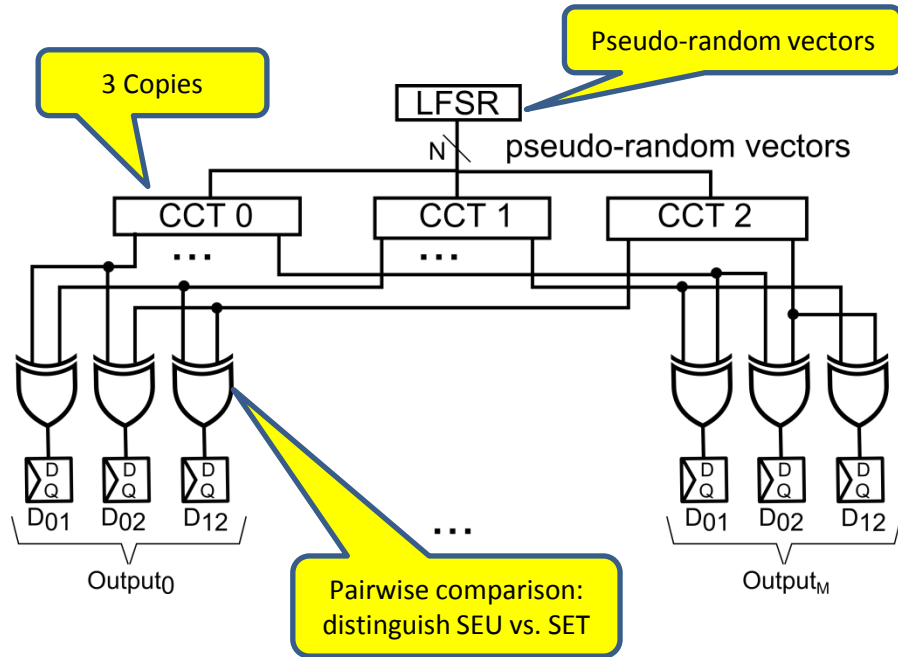 Pseudo-random vectors
3 Copies
LFSR
N
pseudo-random vectors
CCT 0
CCT 1
CCT 2
...
...
D
Q
D
Q
D
Q
D
Q
D
Q
D
Q
D01
D02
D12
...
D01
D02
D12
Output0
OutputM
Pairwise comparison:
distinguish SEU vs. SET